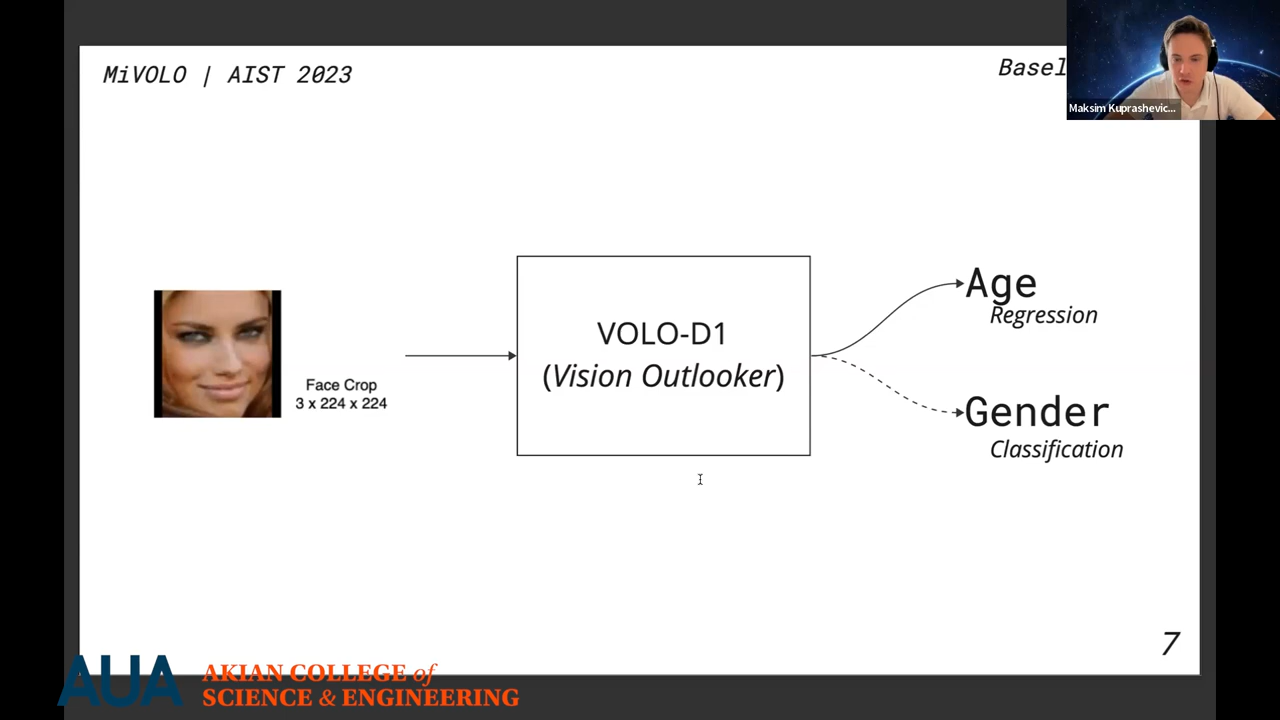 MiVOLO | AIST 2023
Basel
Maksim Kuprashevic...
Age
Regression
VOLO-D1
(Vision Outlooker)
Face Crop
3 x 224 x 224
Gender
Classification
7
AUA
AKIAN COLLEGE of
SCIENCE & ENGINEERING